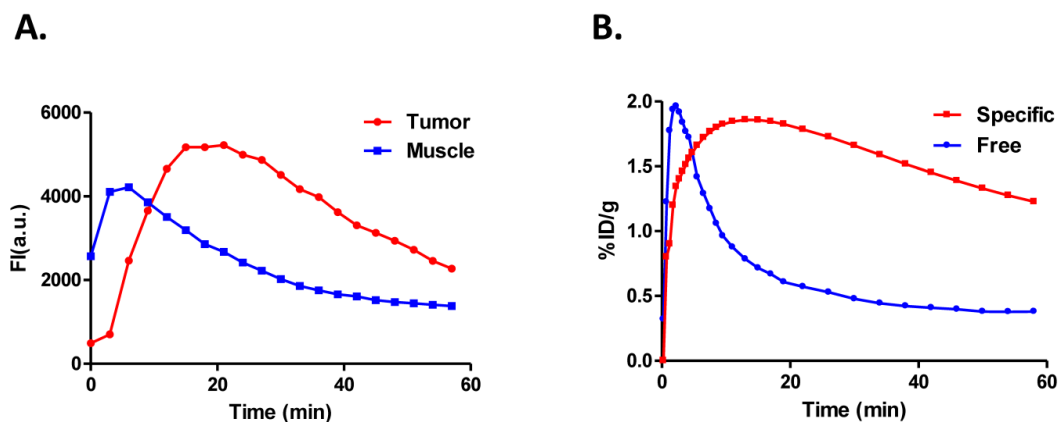 A.
B.
6000
4000
2000
0
FI(a.u.)
Tumor
Muscle
0 20 40 60
Time (min)
2.0
1.5
1.0
0.5
0.0
%ID/g
Specific
Free
0 20 40 60
Time (min)